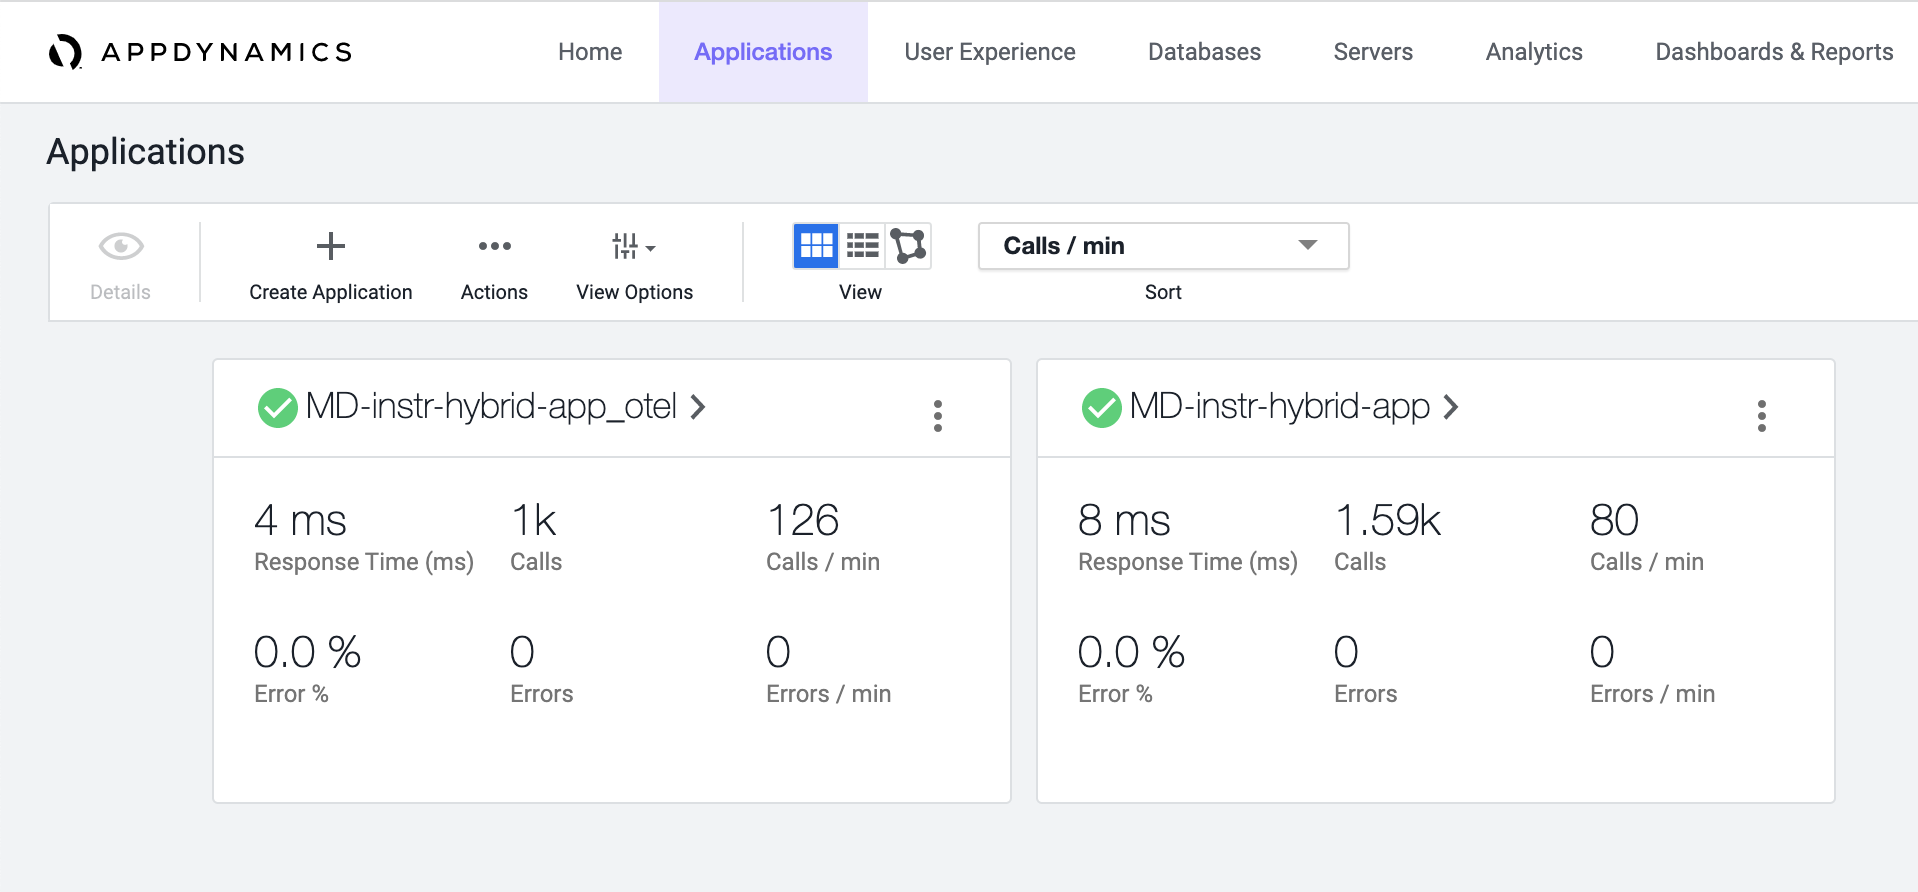 APPDYNAMICS Home Applications User Experience Databases Servers Analytics Dashboards & Reports
Applications
Calls / min
Details Create Application Actions View Options View Sort
MD-instr-hybrid-app_otel
4 ms 1k 126
Response Time (ms) Calls Calls / min
0.0 % 0 0
Error % Errors Errors / min
MD-instr-hybrid-app
8 ms 1.59k 80
Response Time (ms) Calls Calls / min
0.0 % 0 0
Error % Errors Errors / min